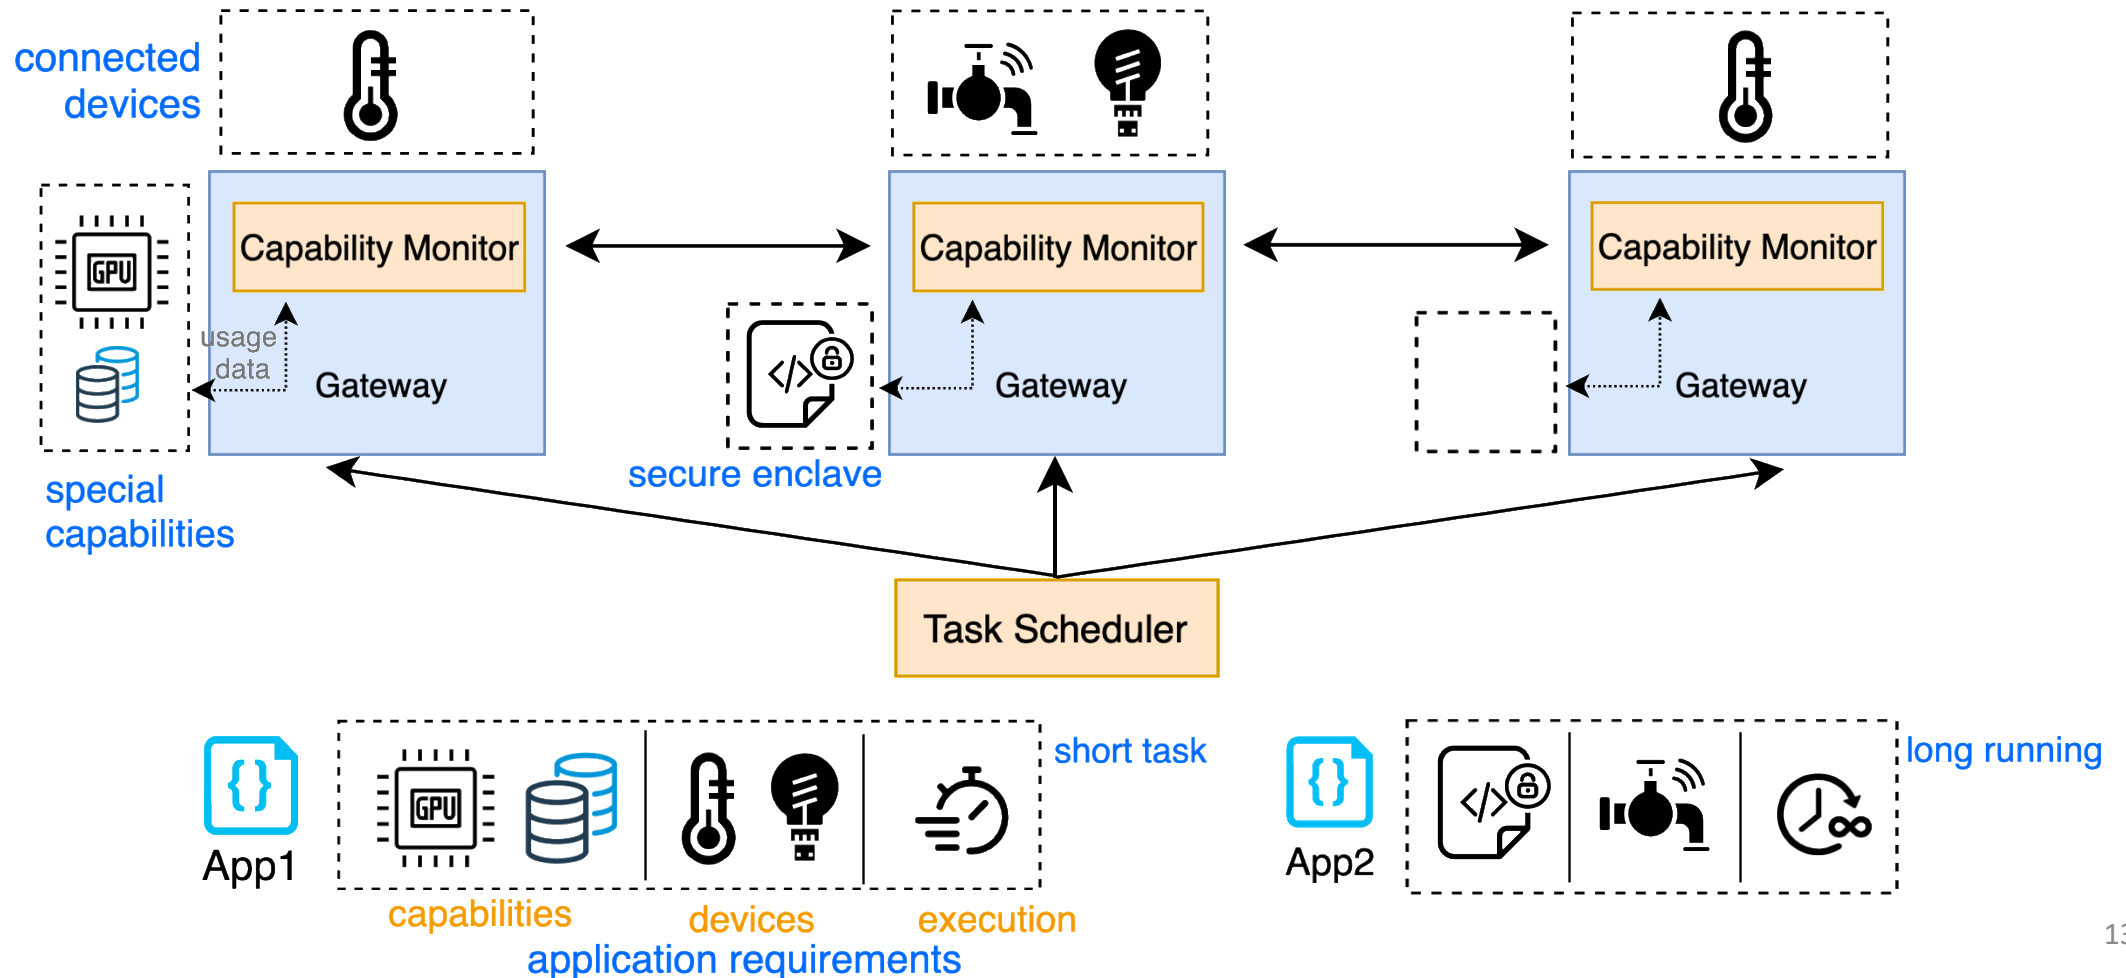 connected
devices
Capability Monitor
Capability Monitor
Capability Monitor
GPU
usage
data
Gateway
Gateway
Gateway
</>
secure enclave
special
capabilities
Task Scheduler
{}
App1
GPU
short task
{}
App2
</>
long running
capabilities
devices
execution
application requirements